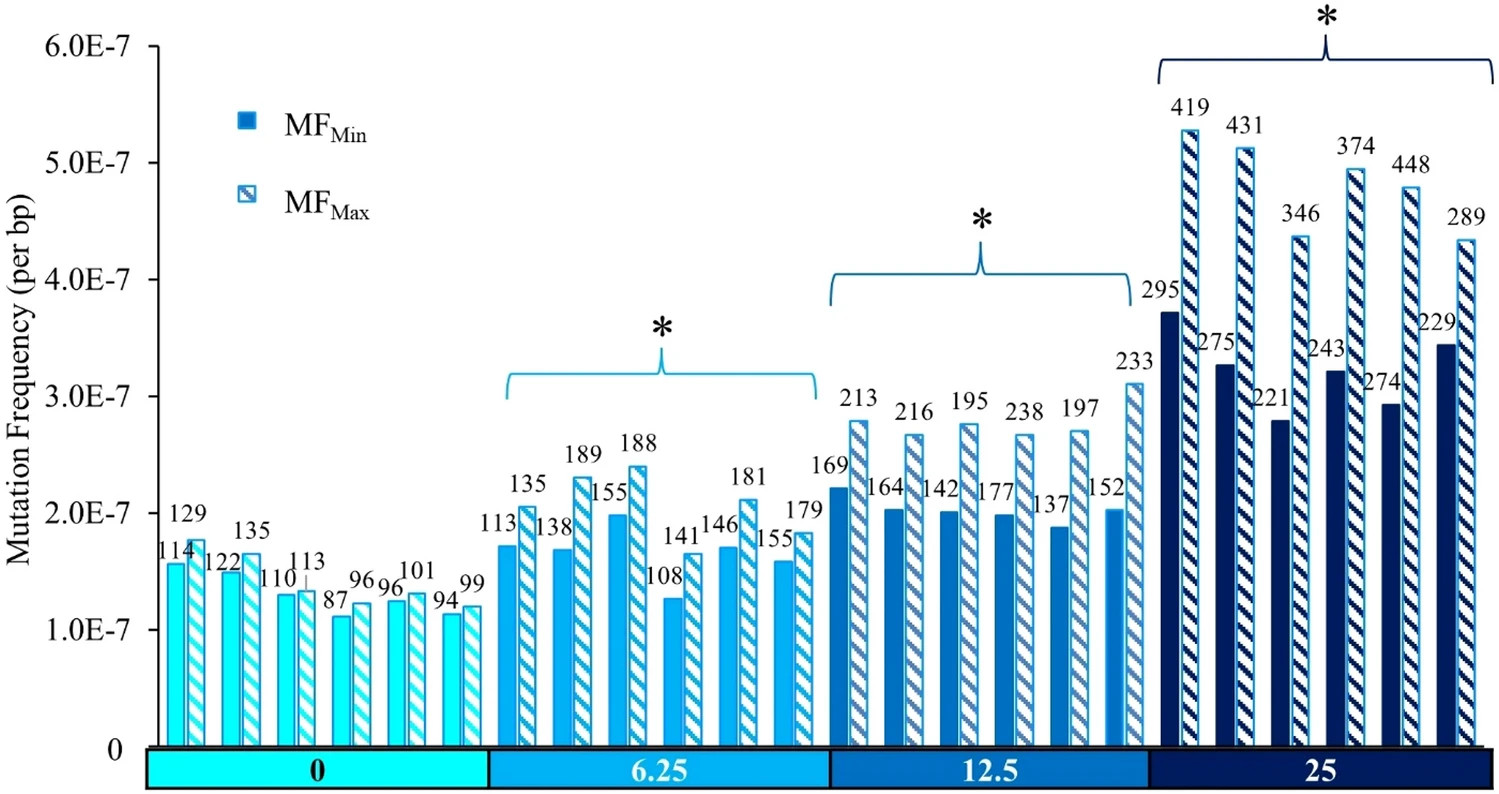 *
6.0E-7
5.0E-7
4.0E-7
3.0E-7
2.0E-7
1.0E-7
0
Mutation Frequency (per bp)
MFMin
MFMax
*
*
114 129 122 135 110 113 87 96 96 101 94 99
113 135 138 189 155 188 108 141 146 181 155 179
169 213 164 216 142 195 177 238 137 197 152 233
295 419 275 431 221 346 243 374 274 448 229 289
0 6.25 12.5 25